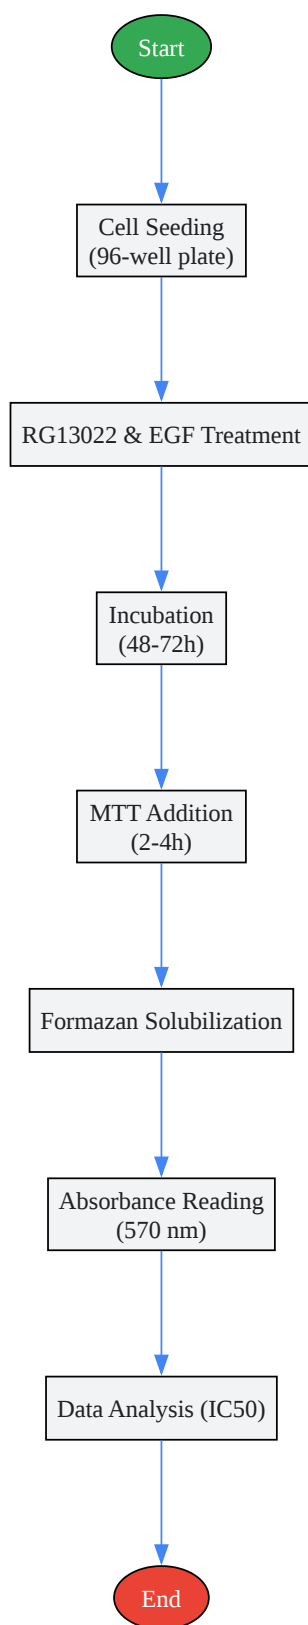 Start
Cell Seeding
(96-well plate)
RG13022 & EGF Treatment
Incubation
(48-72h)
MTT Addition
(2-4h)
Formazan Solubilization
Absorbance Reading
(570 nm)
Data Analysis (IC50)
End